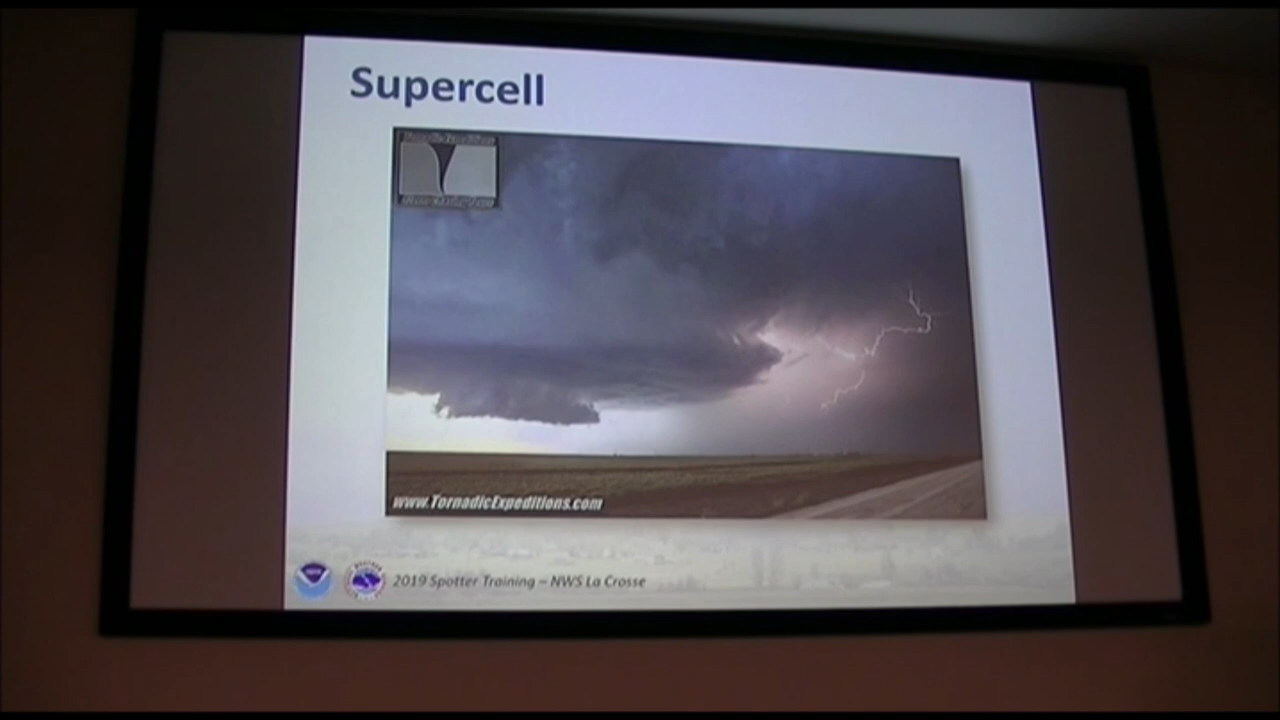 Supercell
www.TornadicExpeditions.com
2019 Spotter Training – NWS La Crosse